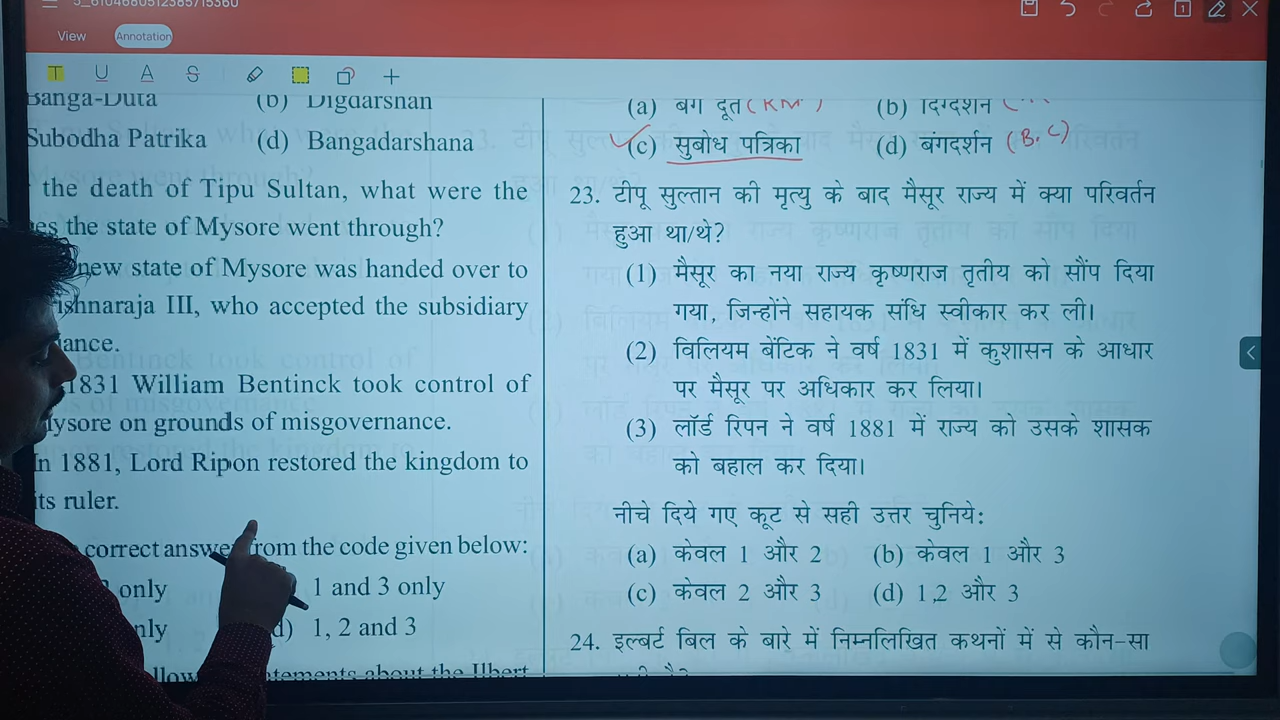 View
Annotation
T U A S
Banga-Duta (b) Digdarshan
Subodha Patrika (d) Bangadarshana
the death of Tipu Sultan, what were the
the state of Mysore went through?
new state of Mysore was handed over to
III, who accepted the subsidiary
1831 William Bentinck took control of
Mysore on grounds of misgovernance.
In 1881, Lord Ripon restored the kingdom to
its ruler.
correct answer from the code given below:
only 1 and 3 only
1, 2 and 3
(a) बंग दूत (b) दिग्दर्शन
(c) सुबोध पत्रिका (d) बंगदर्शन (B.C)
23. टीपू सुल्तान की मृत्यु के बाद मैसूर राज्य में क्या परिवर्तन
हुआ था/थे?
(1) मैसूर का नया राज्य कृष्णराज तृतीय को सौंप दिया
गया, जिन्होंने सहायक संधि स्वीकार कर ली।
(2) विलियम बेंटिक ने वर्ष 1831 में कुशासन के आधार
पर मैसूर पर अधिकार कर लिया।
(3) लॉर्ड रिपन ने वर्ष 1881 में राज्य को उसके शासक
को बहाल कर दिया।
नीचे दिये गए कूट से सही उत्तर चुनिये:
(a) केवल 1 और 2 (b) केवल 1 और 3
(c) केवल 2 और 3 (d) 1,2 और 3
24. इल्बर्ट बिल के बारे में निम्नलिखित कथनों में से कौन-सा